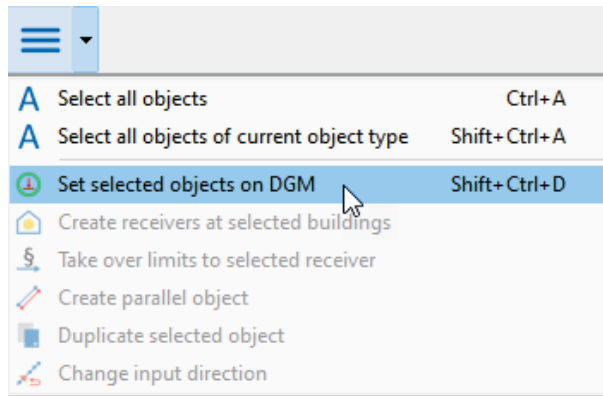 A Select all objects Ctrl+A
A Select all objects of current object type Shift+Ctrl+A
Set selected objects on DGM Shift+Ctrl+D
Create receivers at selected buildings
§ Take over limits to selected receiver
Create parallel object
Duplicate selected object
Change input direction